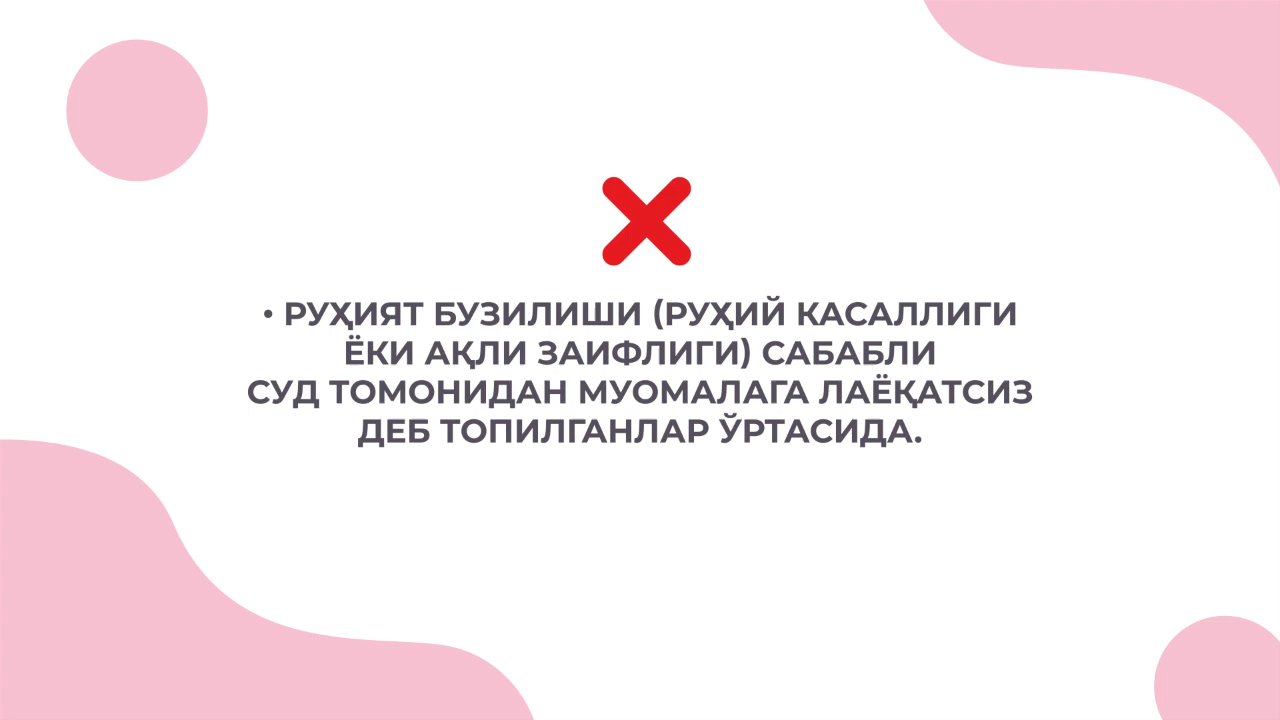 • РУҲИЯТ БУЗИЛИШИ (РУҲИЙ КАСАЛЛИГИ
ЁКИ АҚЛИ ЗАИФЛИГИ) САБАБЛИ
СУД ТОМОНИДАН МУОМАЛАГА ЛАЁҚАТСИЗ
ДЕБ ТОПИЛГАНЛАР ЎРТАСИДА.